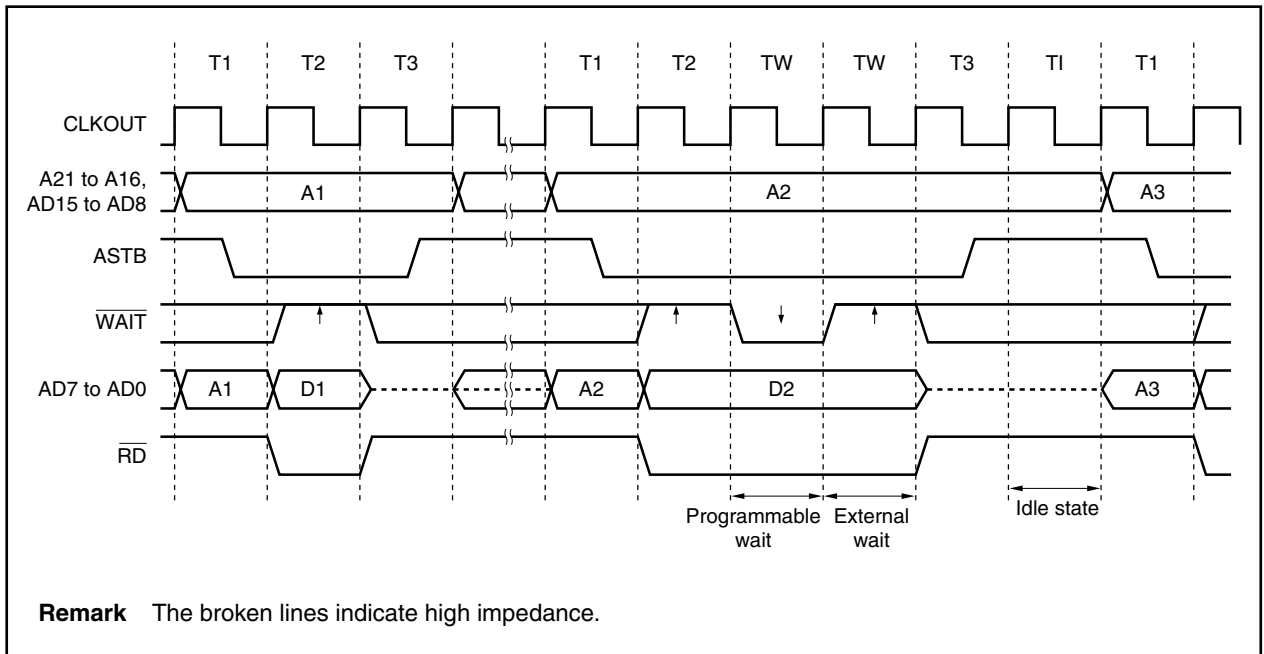 T1 T2 T3 T1 T2 TW TW T3 TI T1
CLKOUT
A21 to A16,
AD15 to AD8
A1 A2 A3
ASTB
WAIT
AD7 to AD0 A1 D1 A2 D2 A3
RD
Programmable
wait
External
wait
Idle state
Remark The broken lines indicate high impedance.